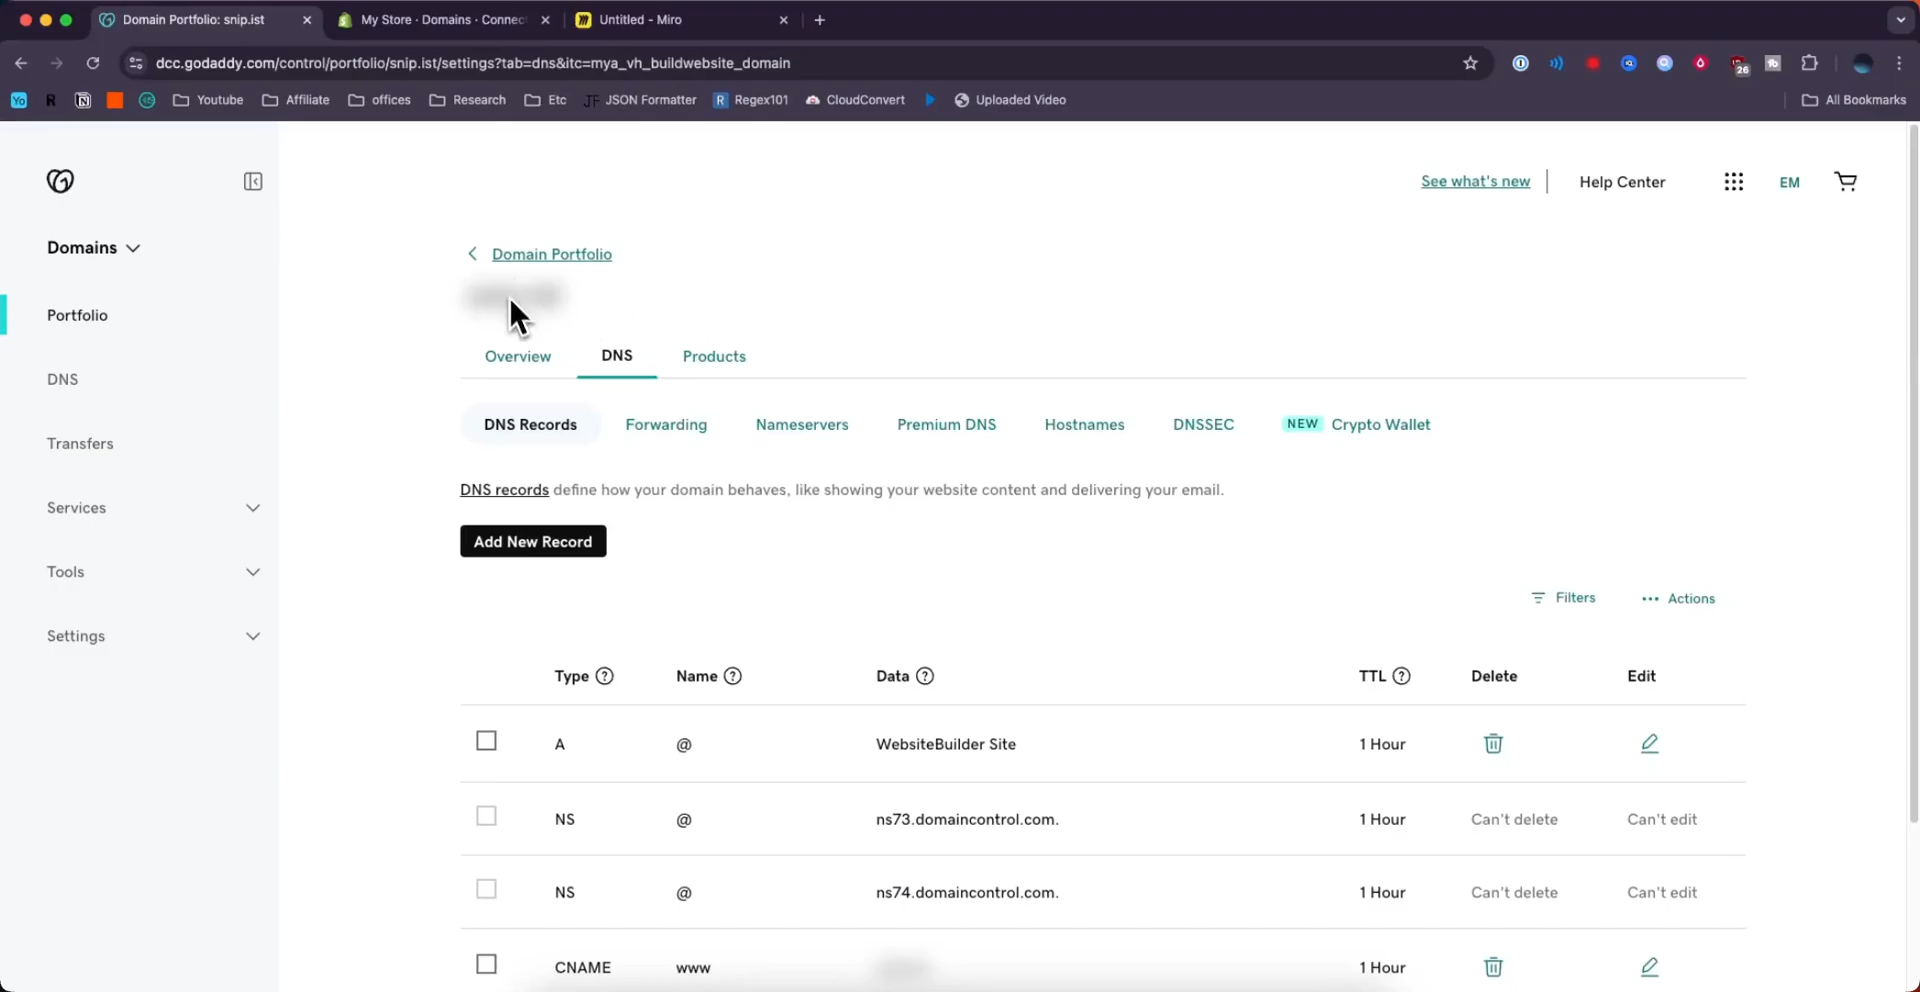 Domain Portfolio: snip.ist
My Store · Domains · Connec
Untitled - Miro
dcc.godaddy.com/control/portfolio/snip.ist/settings?tab=dns&itc=mya_vh_buildwebsite_domain
26
Yo
R
Youtube
Affiliate
offices
Research
Etc
JF JSON Formatter
R Regex101
CloudConvert
Uploaded Video
All Bookmarks
See what's new
Help Center
EM
Domains
Portfolio
DNS
Transfers
Services
Tools
Settings
Domain Portfolio
Overview
DNS
Products
DNS Records
Forwarding
Nameservers
Premium DNS
Hostnames
DNSSEC
NEW Crypto Wallet
DNS records define how your domain behaves, like showing your website content and delivering your email.
Add New Record
Filters
Actions
Type ? Name ? Data ? TTL ? Delete Edit
A @ WebsiteBuilder Site 1 Hour
NS @ ns73.domaincontrol.com. 1 Hour Can't delete Can't edit
NS @ ns74.domaincontrol.com. 1 Hour Can't delete Can't edit
CNAME www 1 Hour